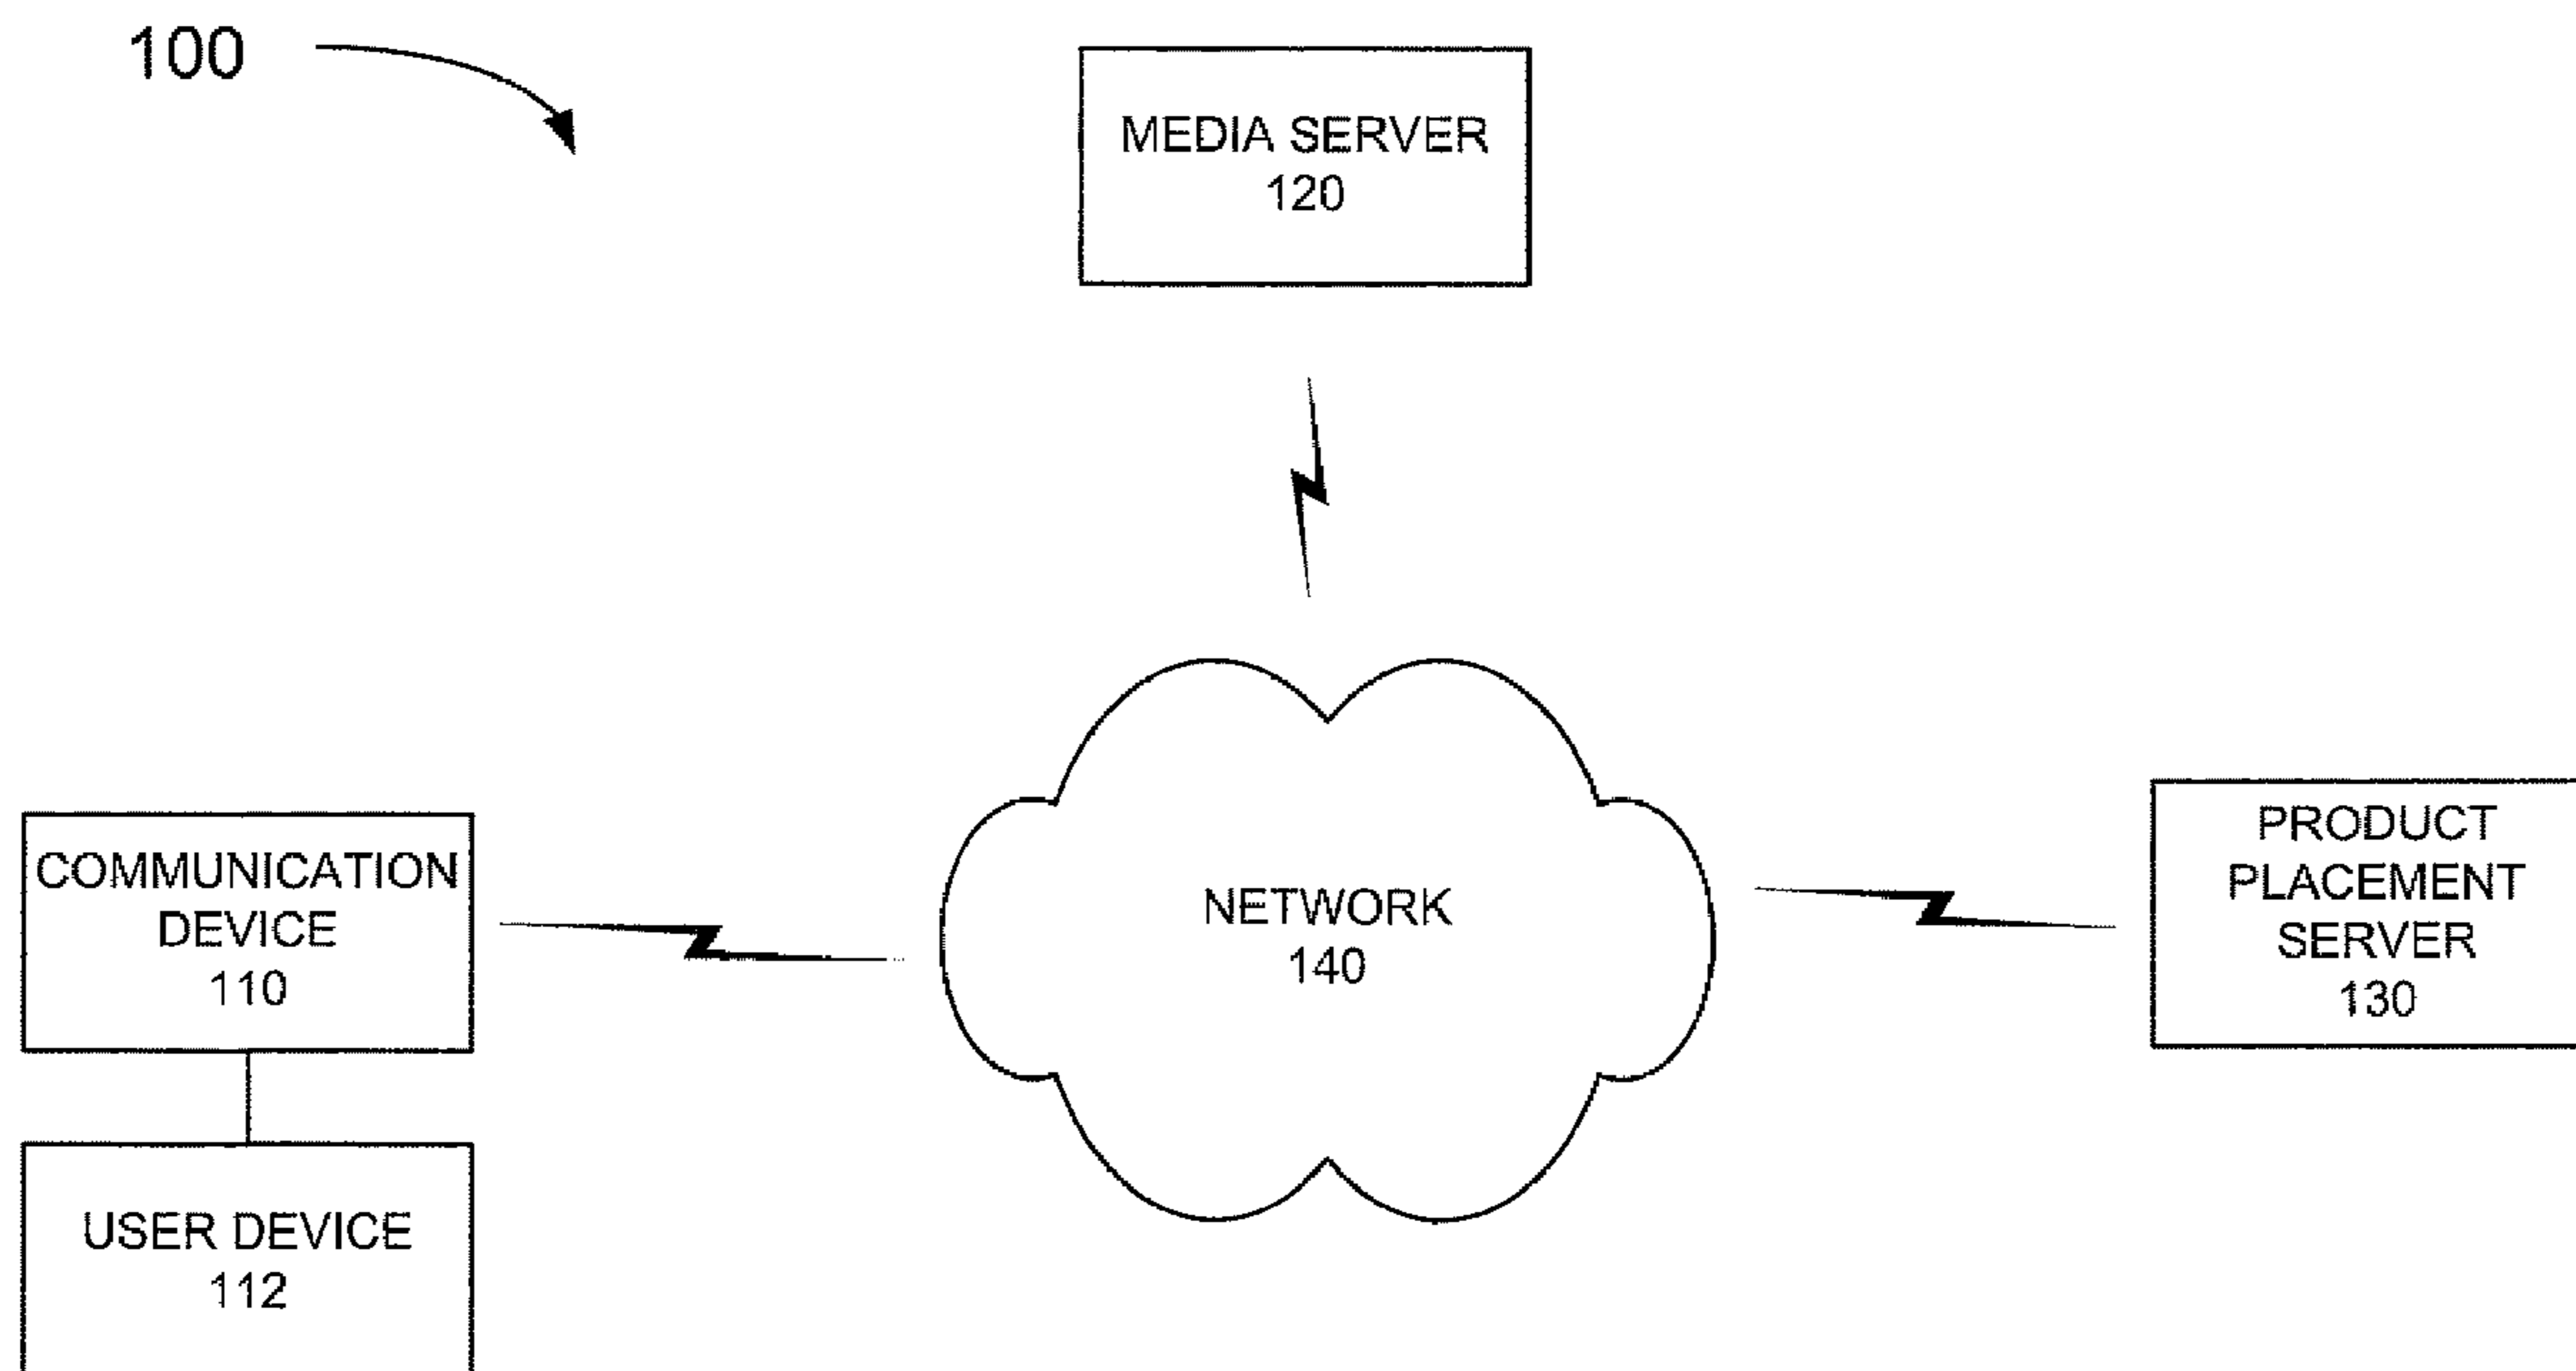 100
MEDIA SERVER
120
COMMUNICATION
DEVICE
110
NETWORK
140
PRODUCT
PLACEMENT
SERVER
130
USER DEVICE
112